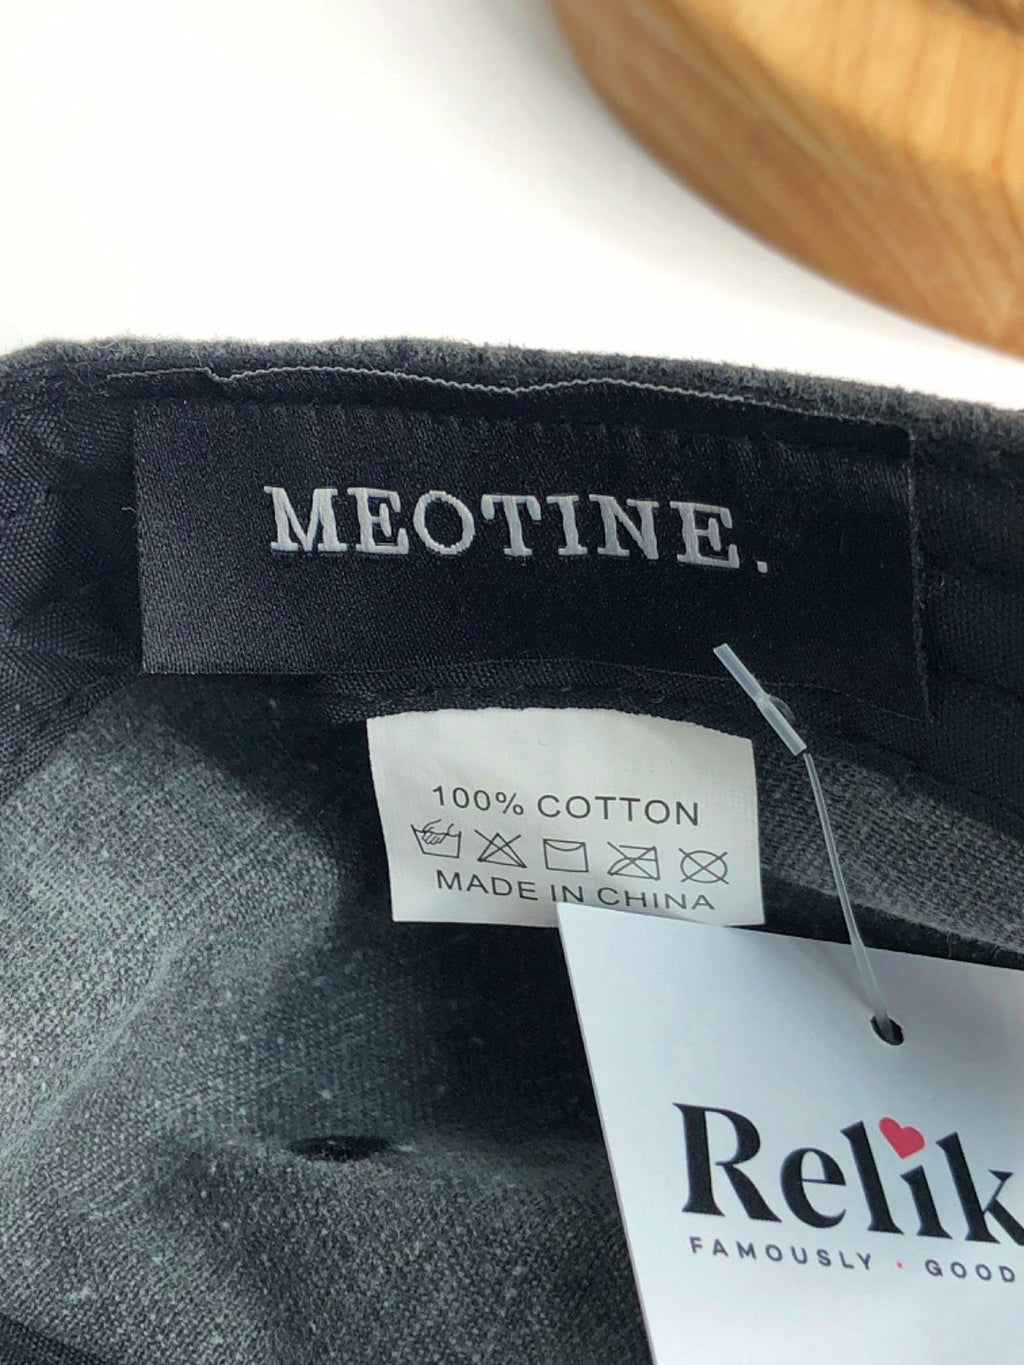 MEOTINE.
100% COTTON
MADE IN CHINA
Relik
FAMOUSLY · GOOD